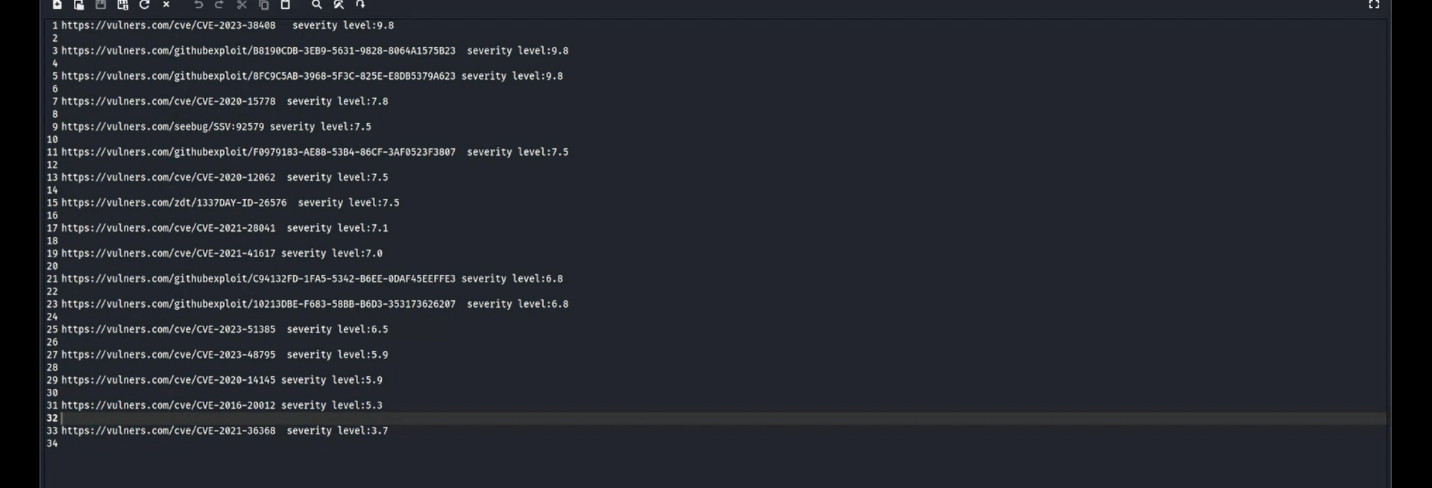 1 https://vulners.com/cve/CVE-2023-38408 severity level:9.8
2
3 https://vulners.com/githubexploit/B8190CDB-3EB9-5631-9828-8064A1575B23 severity level:9.8
4
5 https://vulners.com/githubexploit/8FC9C5AB-3968-5F3C-825E-E8DB5379A623 severity level:9.8
6
7 https://vulners.com/cve/CVE-2020-15778 severity level:7.8
8
9 https://vulners.com/seebug/SSV:92579 severity level:7.5
10
11 https://vulners.com/githubexploit/F0979183-AE88-53B4-86CF-3AF0523F3807 severity level:7.5
12
13 https://vulners.com/cve/CVE-2020-12062 severity level:7.5
14
15 https://vulners.com/zdt/1337DAY-ID-26576 severity level:7.5
16
17 https://vulners.com/cve/CVE-2021-28041 severity level:7.1
18
19 https://vulners.com/cve/CVE-2021-41617 severity level:7.0
20
21 https://vulners.com/githubexploit/C94132FD-1FA5-5342-B6EE-0DAF45EEFFE3 severity level:6.8
22
23 https://vulners.com/githubexploit/10213DBE-F683-58BB-B6D3-353173626207 severity level:6.8
24
25 https://vulners.com/cve/CVE-2023-51385 severity level:6.5
26
27 https://vulners.com/cve/CVE-2023-48795 severity level:5.9
28
29 https://vulners.com/cve/CVE-2020-14145 severity level:5.9
30
31 https://vulners.com/cve/CVE-2016-20012 severity level:5.3
32
33 https://vulners.com/cve/CVE-2021-36368 severity level:3.7
34